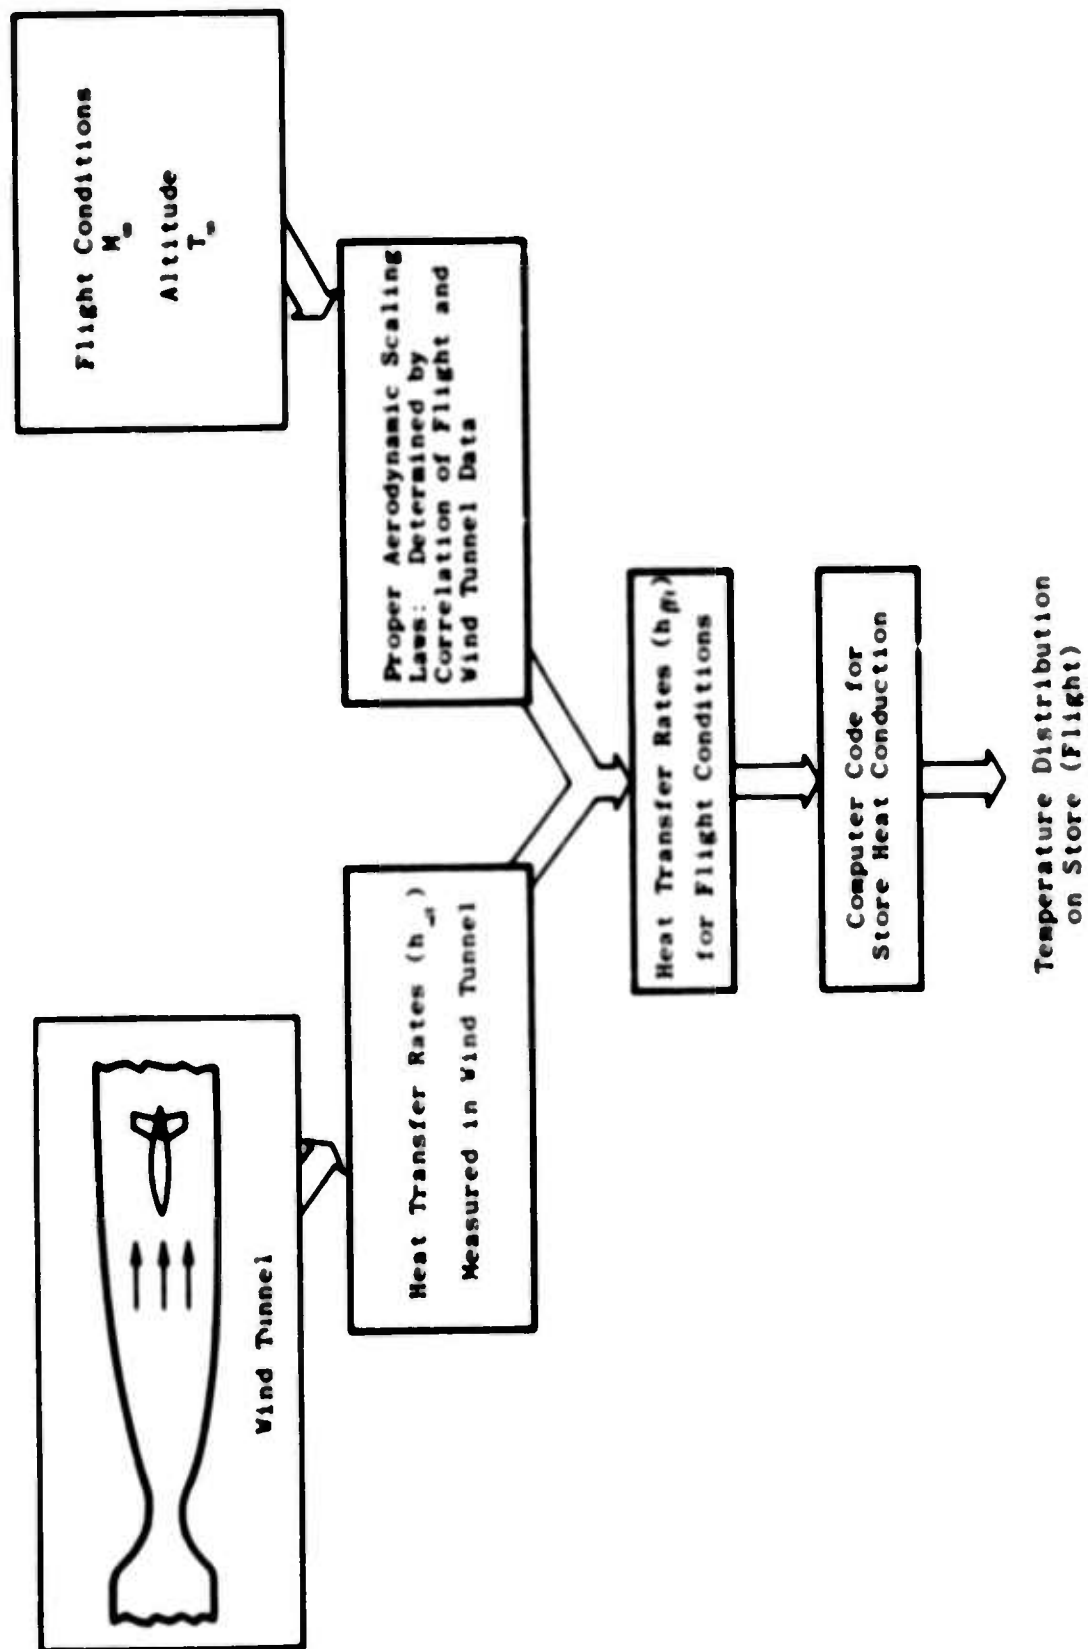 Wind Tunnel
Flight Conditions
M∞
Altitude
T∞
Heat Transfer Rates (h
Measured in Wind Tunnel
Proper Aerodynamic Scaling
Laws: Determined by
Correlation of Flight and
Wind Tunnel Data
Heat Transfer Rates (h
for Flight Conditions
Computer Code for
Store Heat Conduction
Temperature Distribution
on Store (Flight)